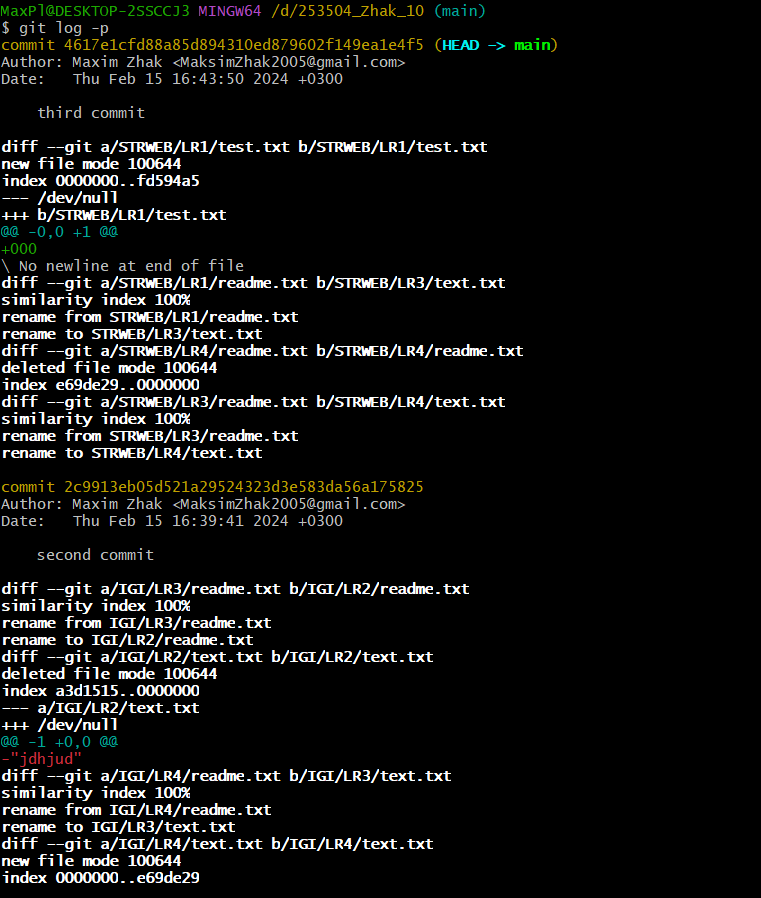 MaxPl@DESKTOP-2SSCCJ3 MINGW64 /d/253504_Zhak_10 (main)
$ git log -p
commit 4617e1cfd88a85d894310ed879602f149ea1e4f5 (HEAD -> main)
Author: Maxim Zhak <MaksimZhak2005@gmail.com>
Date:   Thu Feb 15 16:43:50 2024 +0300

    third commit

diff --git a/STRWEB/LR1/test.txt b/STRWEB/LR1/test.txt
new file mode 100644
index 0000000..fd594a5
--- /dev/null
+++ b/STRWEB/LR1/test.txt
@@ -0,0 +1 @@
+000
\ No newline at end of file
diff --git a/STRWEB/LR1/readme.txt b/STRWEB/LR3/text.txt
similarity index 100%
rename from STRWEB/LR1/readme.txt
rename to STRWEB/LR3/text.txt
diff --git a/STRWEB/LR4/readme.txt b/STRWEB/LR4/readme.txt
deleted file mode 100644
index e69de29..0000000
diff --git a/STRWEB/LR3/readme.txt b/STRWEB/LR4/text.txt
similarity index 100%
rename from STRWEB/LR3/readme.txt
rename to STRWEB/LR4/text.txt

commit 2c9913eb05d521a29524323d3e583da56a175825
Author: Maxim Zhak <MaksimZhak2005@gmail.com>
Date:   Thu Feb 15 16:39:41 2024 +0300

    second commit

diff --git a/IGI/LR3/readme.txt b/IGI/LR2/readme.txt
similarity index 100%
rename from IGI/LR3/readme.txt
rename to IGI/LR2/readme.txt
diff --git a/IGI/LR2/text.txt b/IGI/LR2/text.txt
deleted file mode 100644
index a3d1515..0000000
--- a/IGI/LR2/text.txt
+++ /dev/null
@@ -1 +0,0 @@
-"jdhjud"
diff --git a/IGI/LR4/readme.txt b/IGI/LR3/text.txt
similarity index 100%
rename from IGI/LR4/readme.txt
rename to IGI/LR3/text.txt
diff --git a/IGI/LR4/text.txt b/IGI/LR4/text.txt
new file mode 100644
index 0000000..e69de29